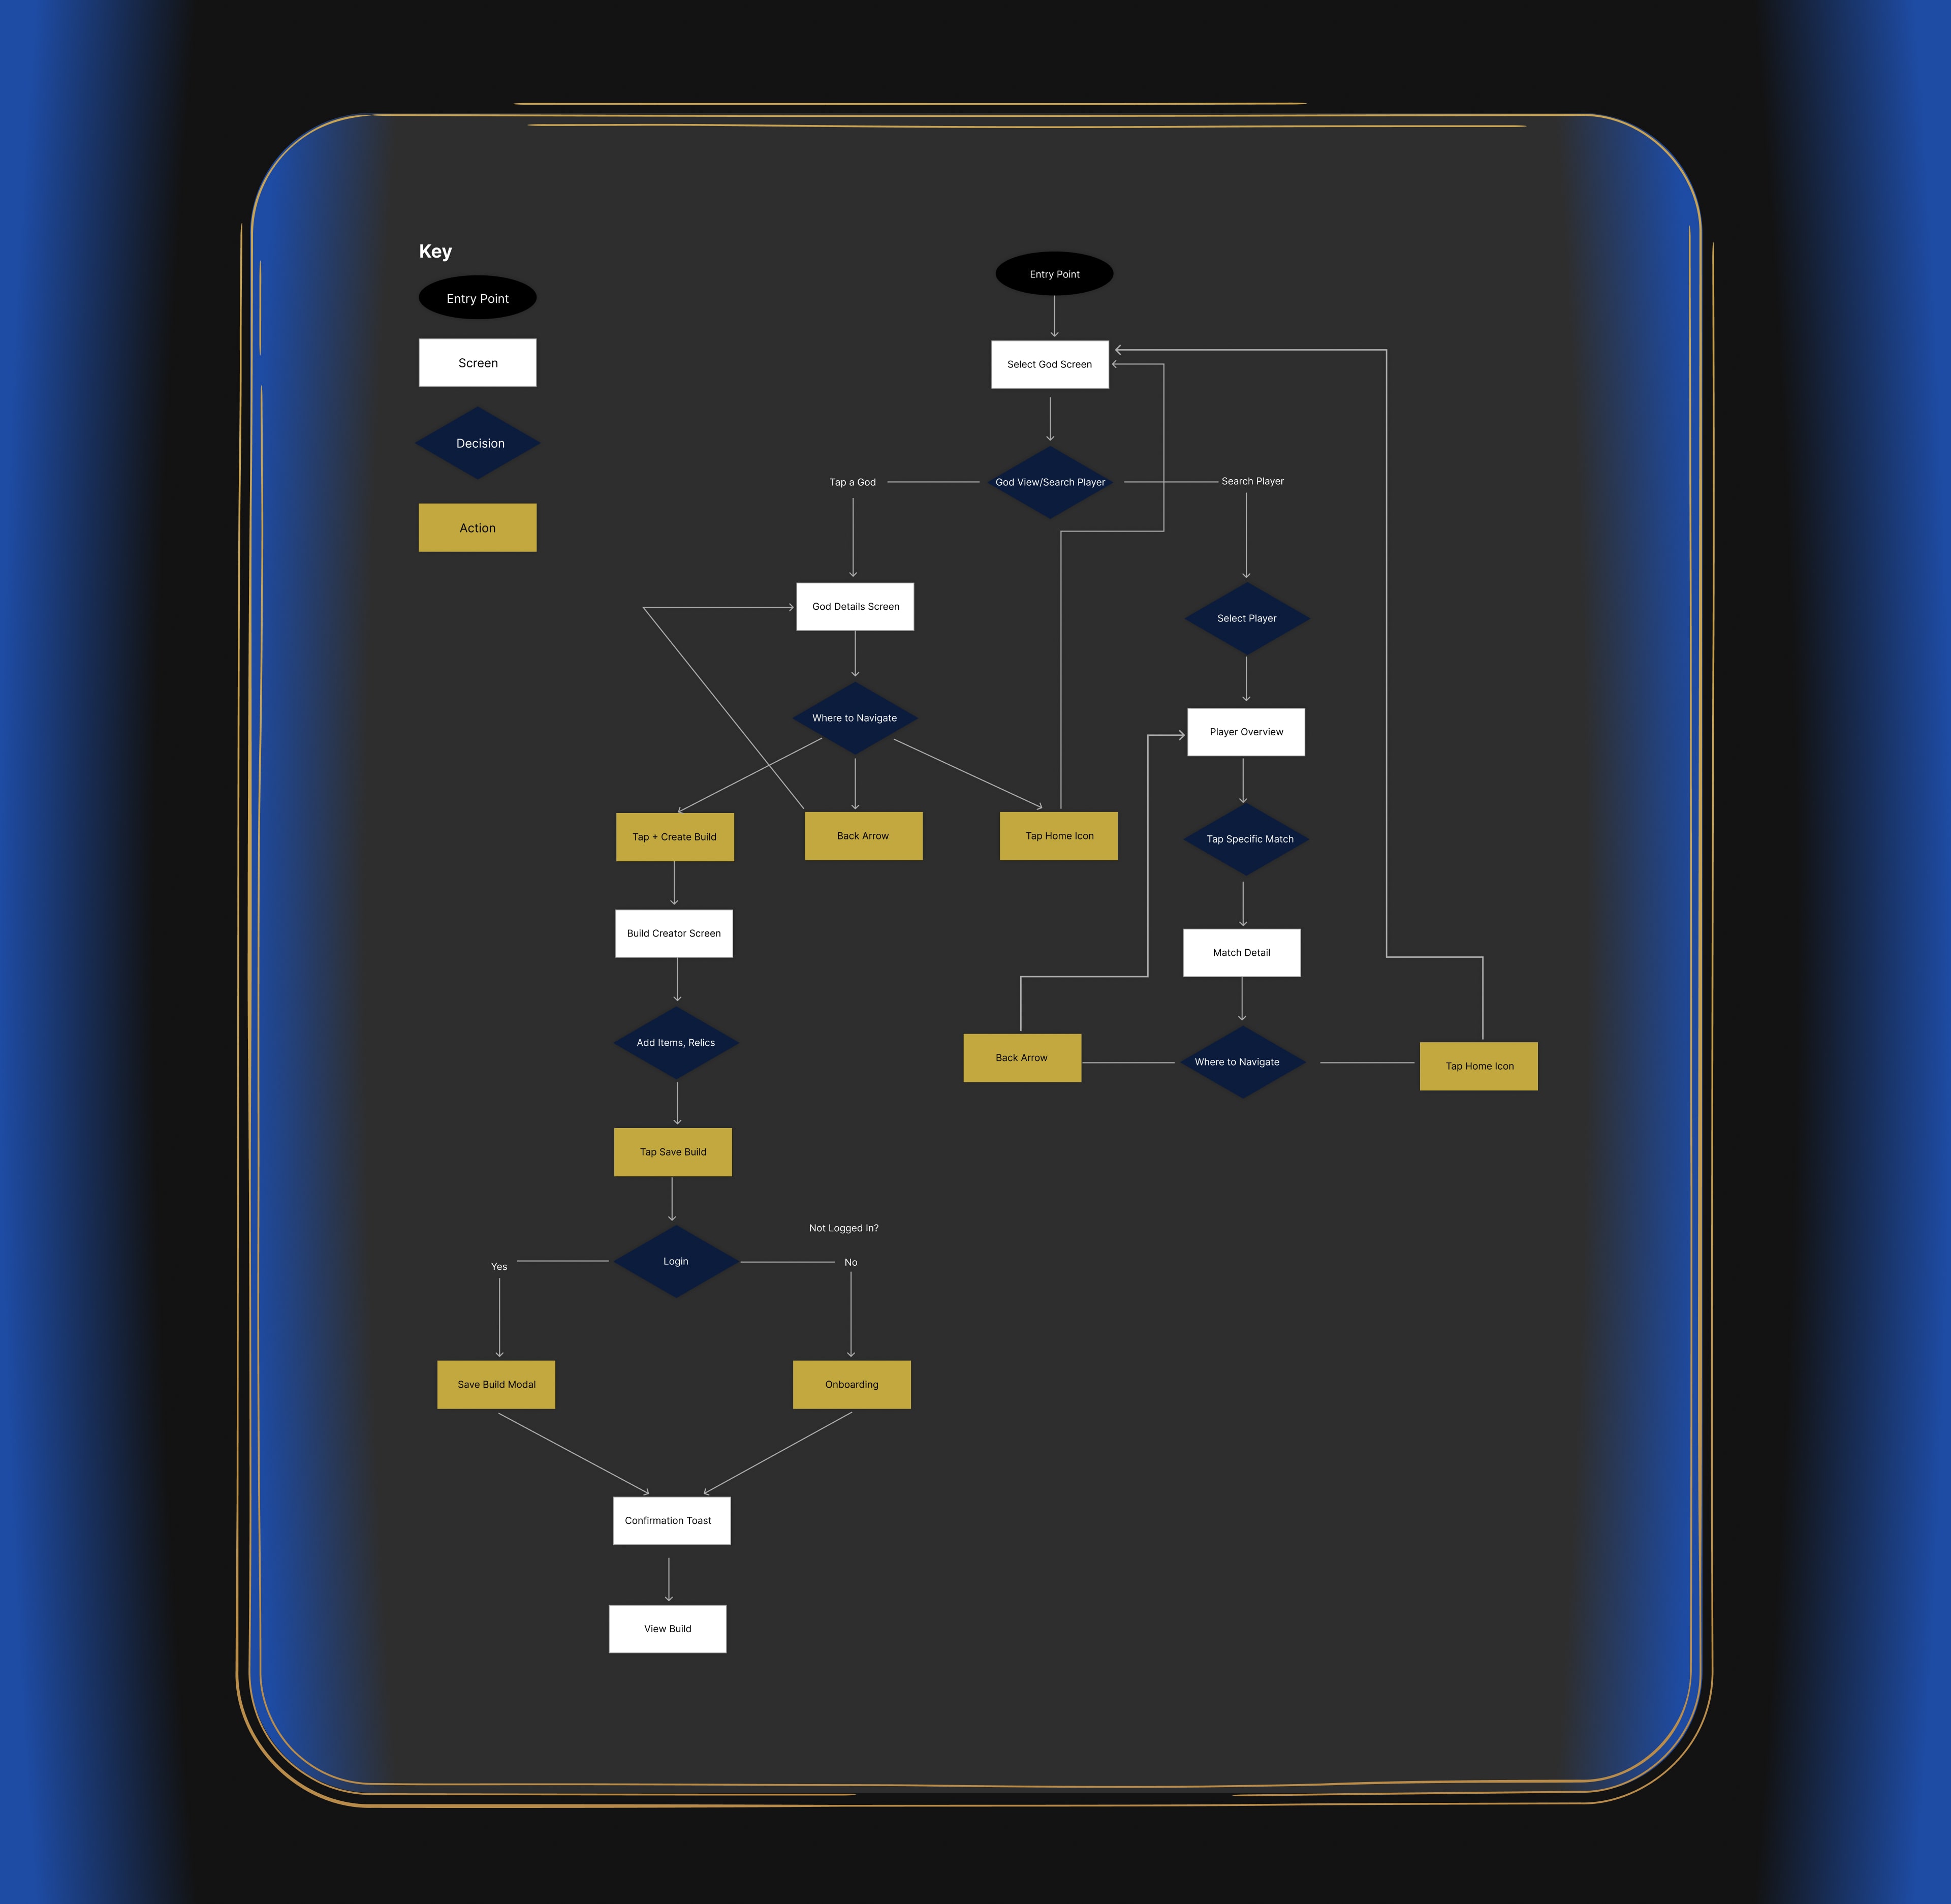 Key
Entry Point
Screen
Decision
Action
Entry Point
Select God Screen
God View/Search Player
Tap a God
Search Player
God Details Screen
Select Player
Where to Navigate
Player Overview
Tap + Create Build
Back Arrow
Tap Home Icon
Tap Specific Match
Build Creator Screen
Match Detail
Add Items, Relics
Back Arrow
Where to Navigate
Tap Home Icon
Tap Save Build
Not Logged In?
Login
Yes
No
Save Build Modal
Onboarding
Confirmation Toast
View Build